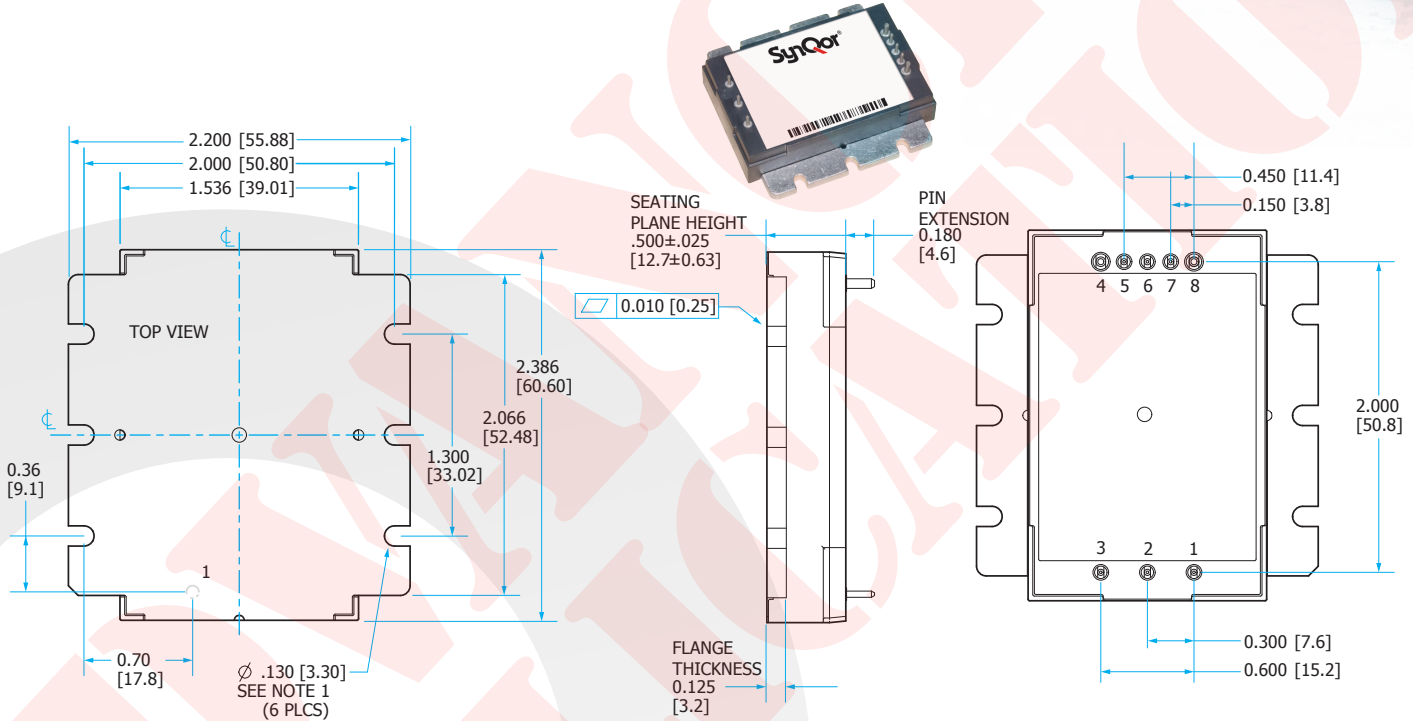 SynQor®
2.200 [55.88]
2.000 [50.80]
1.536 [39.01]
TOP VIEW
2.386
[60.60]
2.066
[52.48]
1.300
[33.02]
0.36
[9.1]
1
0.70
[17.8]
Ø .130 [3.30]
SEE NOTE 1
(6 PLCS)
SEATING
PLANE HEIGHT
.500±.025
[12.7±0.63]
PIN
EXTENSION
0.180
[4.6]
0.010 [0.25]
FLANGE
THICKNESS
0.125
[3.2]
0.450 [11.4]
0.150 [3.8]
4 5 6 7 8
2.000
[50.8]
3 2 1
0.300 [7.6]
0.600 [15.2]